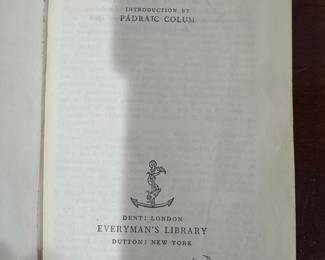 INTRODUCTION BY
PÁDRAIC COLUM
DENT: LONDON
EVERYMAN'S LIBRARY
DUTTON: NEW YORK